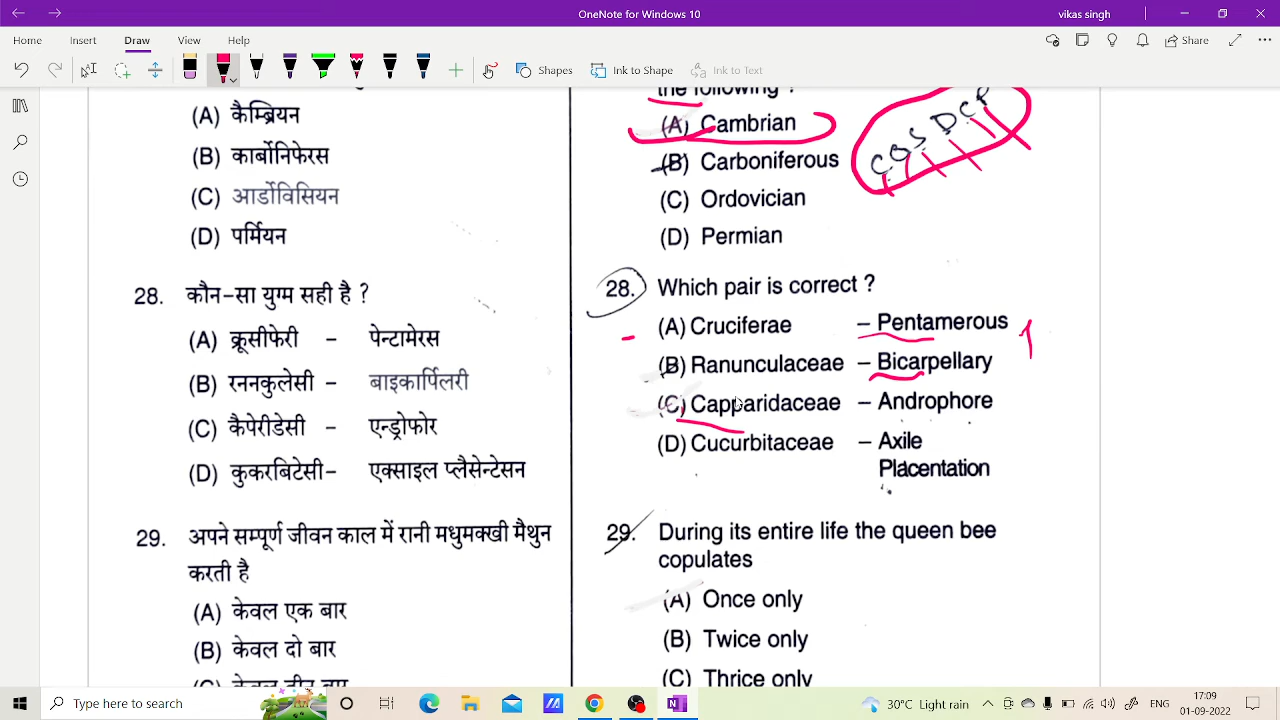 OneNote for Windows 10
vikas singh
Home
Insert
Draw
View
Help
Share
Shapes
Ink to Shape
Ink to Text
(A) कैम्ब्रियन
(B) कार्बोनिफेरस
(C) आर्डोविसियन
(D) पर्मियन
28. कौन-सा युग्म सही है ?
(A) क्रूसीफेरी - पेन्टामेरस
(B) रननकुलेसी - बाइकार्पिलरी
(C) कैपेरीडेसी - एन्ड्रोफोर
(D) कुकरबिटेसी- एक्साइल प्लैसेन्टेसन
29. अपने सम्पूर्ण जीवन काल में रानी मधुमक्खी मैथुन
करती है
(A) केवल एक बार
(B) केवल दो बार
(C) केवल तीन बार
the following ?
(A) Cambrian
(B) Carboniferous
(C) Ordovician
(D) Permian
C O S D C P
28. Which pair is correct ?
(A) Cruciferae – Pentamerous
(B) Ranunculaceae – Bicarpellary
(C) Capparidaceae – Androphore
(D) Cucurbitaceae – Axile
Placentation
29. During its entire life the queen bee
copulates
(A) Once only
(B) Twice only
(C) Thrice only
Type here to search
30°C Light rain
ENG
17:09
01-09-2022